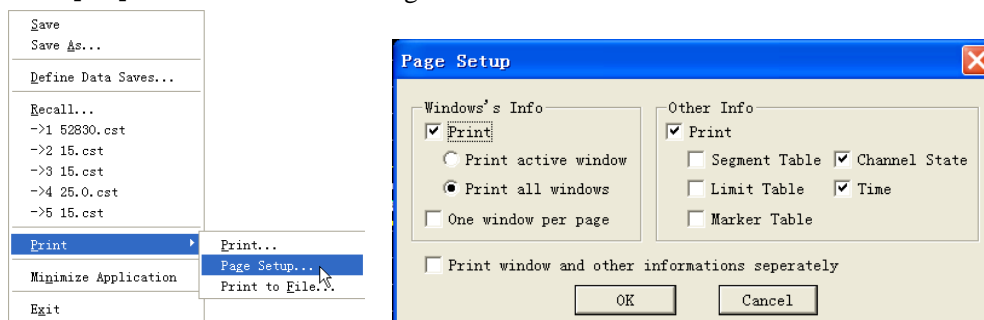 Save
Save As...
Define Data Saves...
Recall...
->1 52830.cst
->2 15.cst
->3 15.cst
->4 25.0.cst
->5 15.cst
Print
Minimize Application
Exit
Print...
Page Setup...
Print to File...
Page Setup
Windows's Info
Print
Print active window
Print all windows
One window per page
Other Info
Print
Segment Table Channel State
Limit Table Time
Marker Table
Print window and other informations seperately
OK Cancel